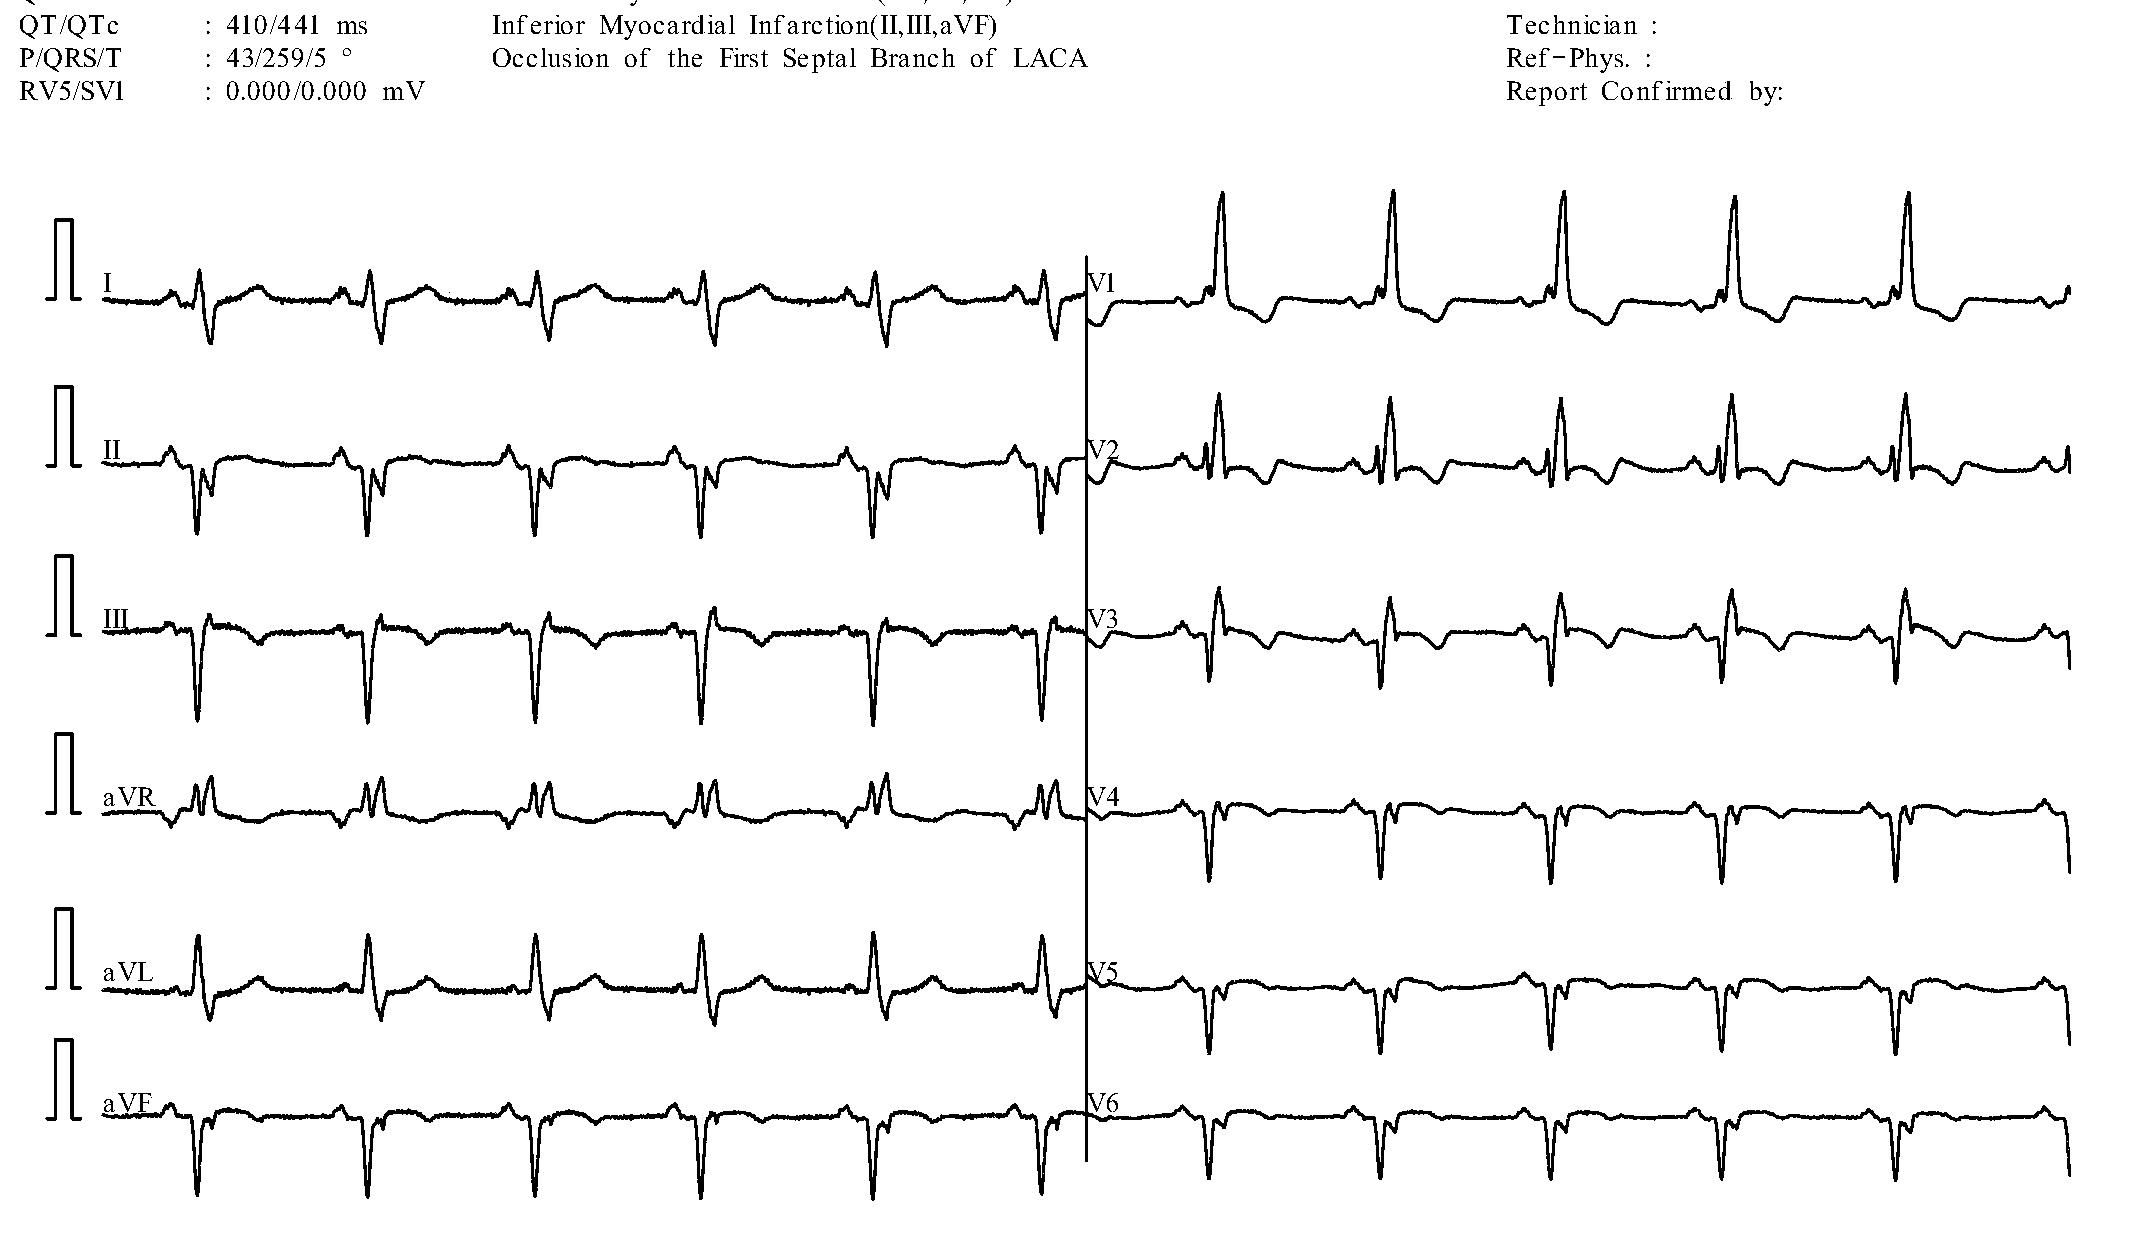 QT/QTc : 410/441 ms
P/QRS/T : 43/259/5 °
RV5/SV1 : 0.000/0.000 mV
Inferior Myocardial Infarction(II,III,aVF)
Occlusion of the First Septal Branch of LACA
Technician :
Ref-Phys. :
Report Confirmed by:
I
II
III
aVR
aVL
aVF
V1
V2
V3
V4
V5
V6